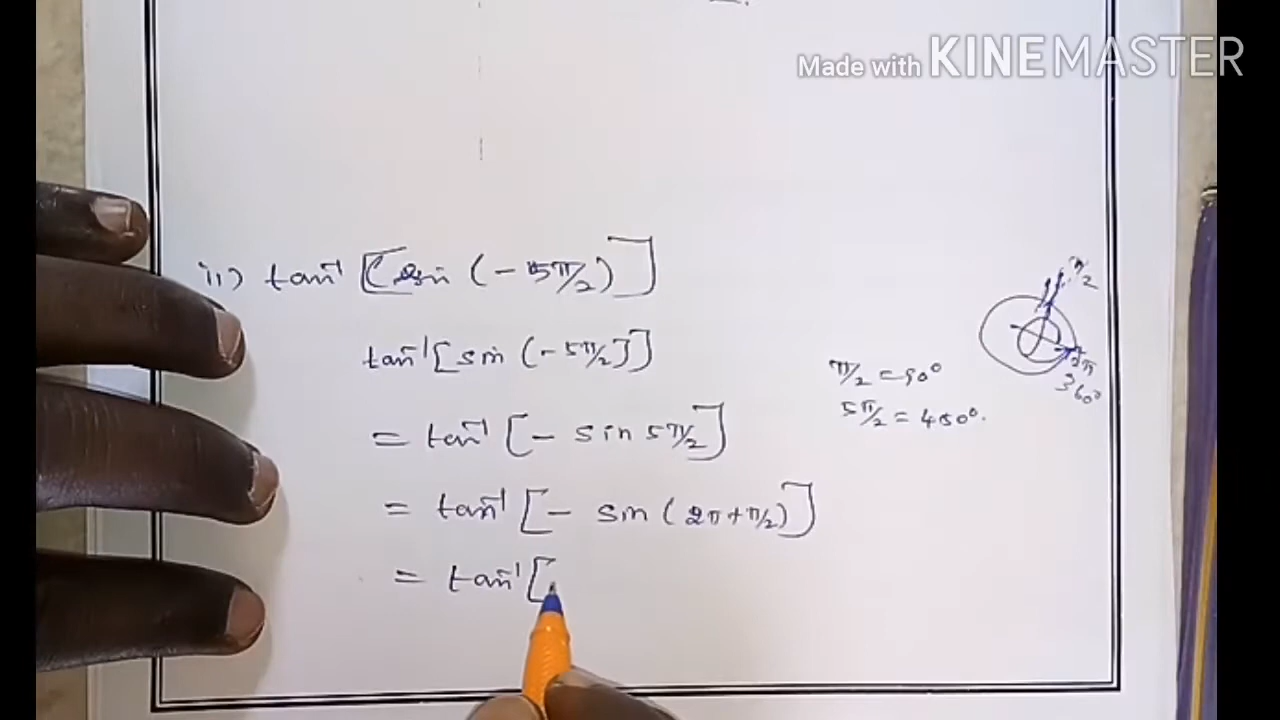 Made with KINEMASTER
ii) tan⁻¹ [sin (-5π/2)]
tan⁻¹[sin (-5π/2)]
= tan⁻¹ [- sin 5π/2]
= tan⁻¹ [- sin (2π+π/2)]
= tan⁻¹ [
π/2 = 90°
5π/2 = 450°.
π/2
2π
360°